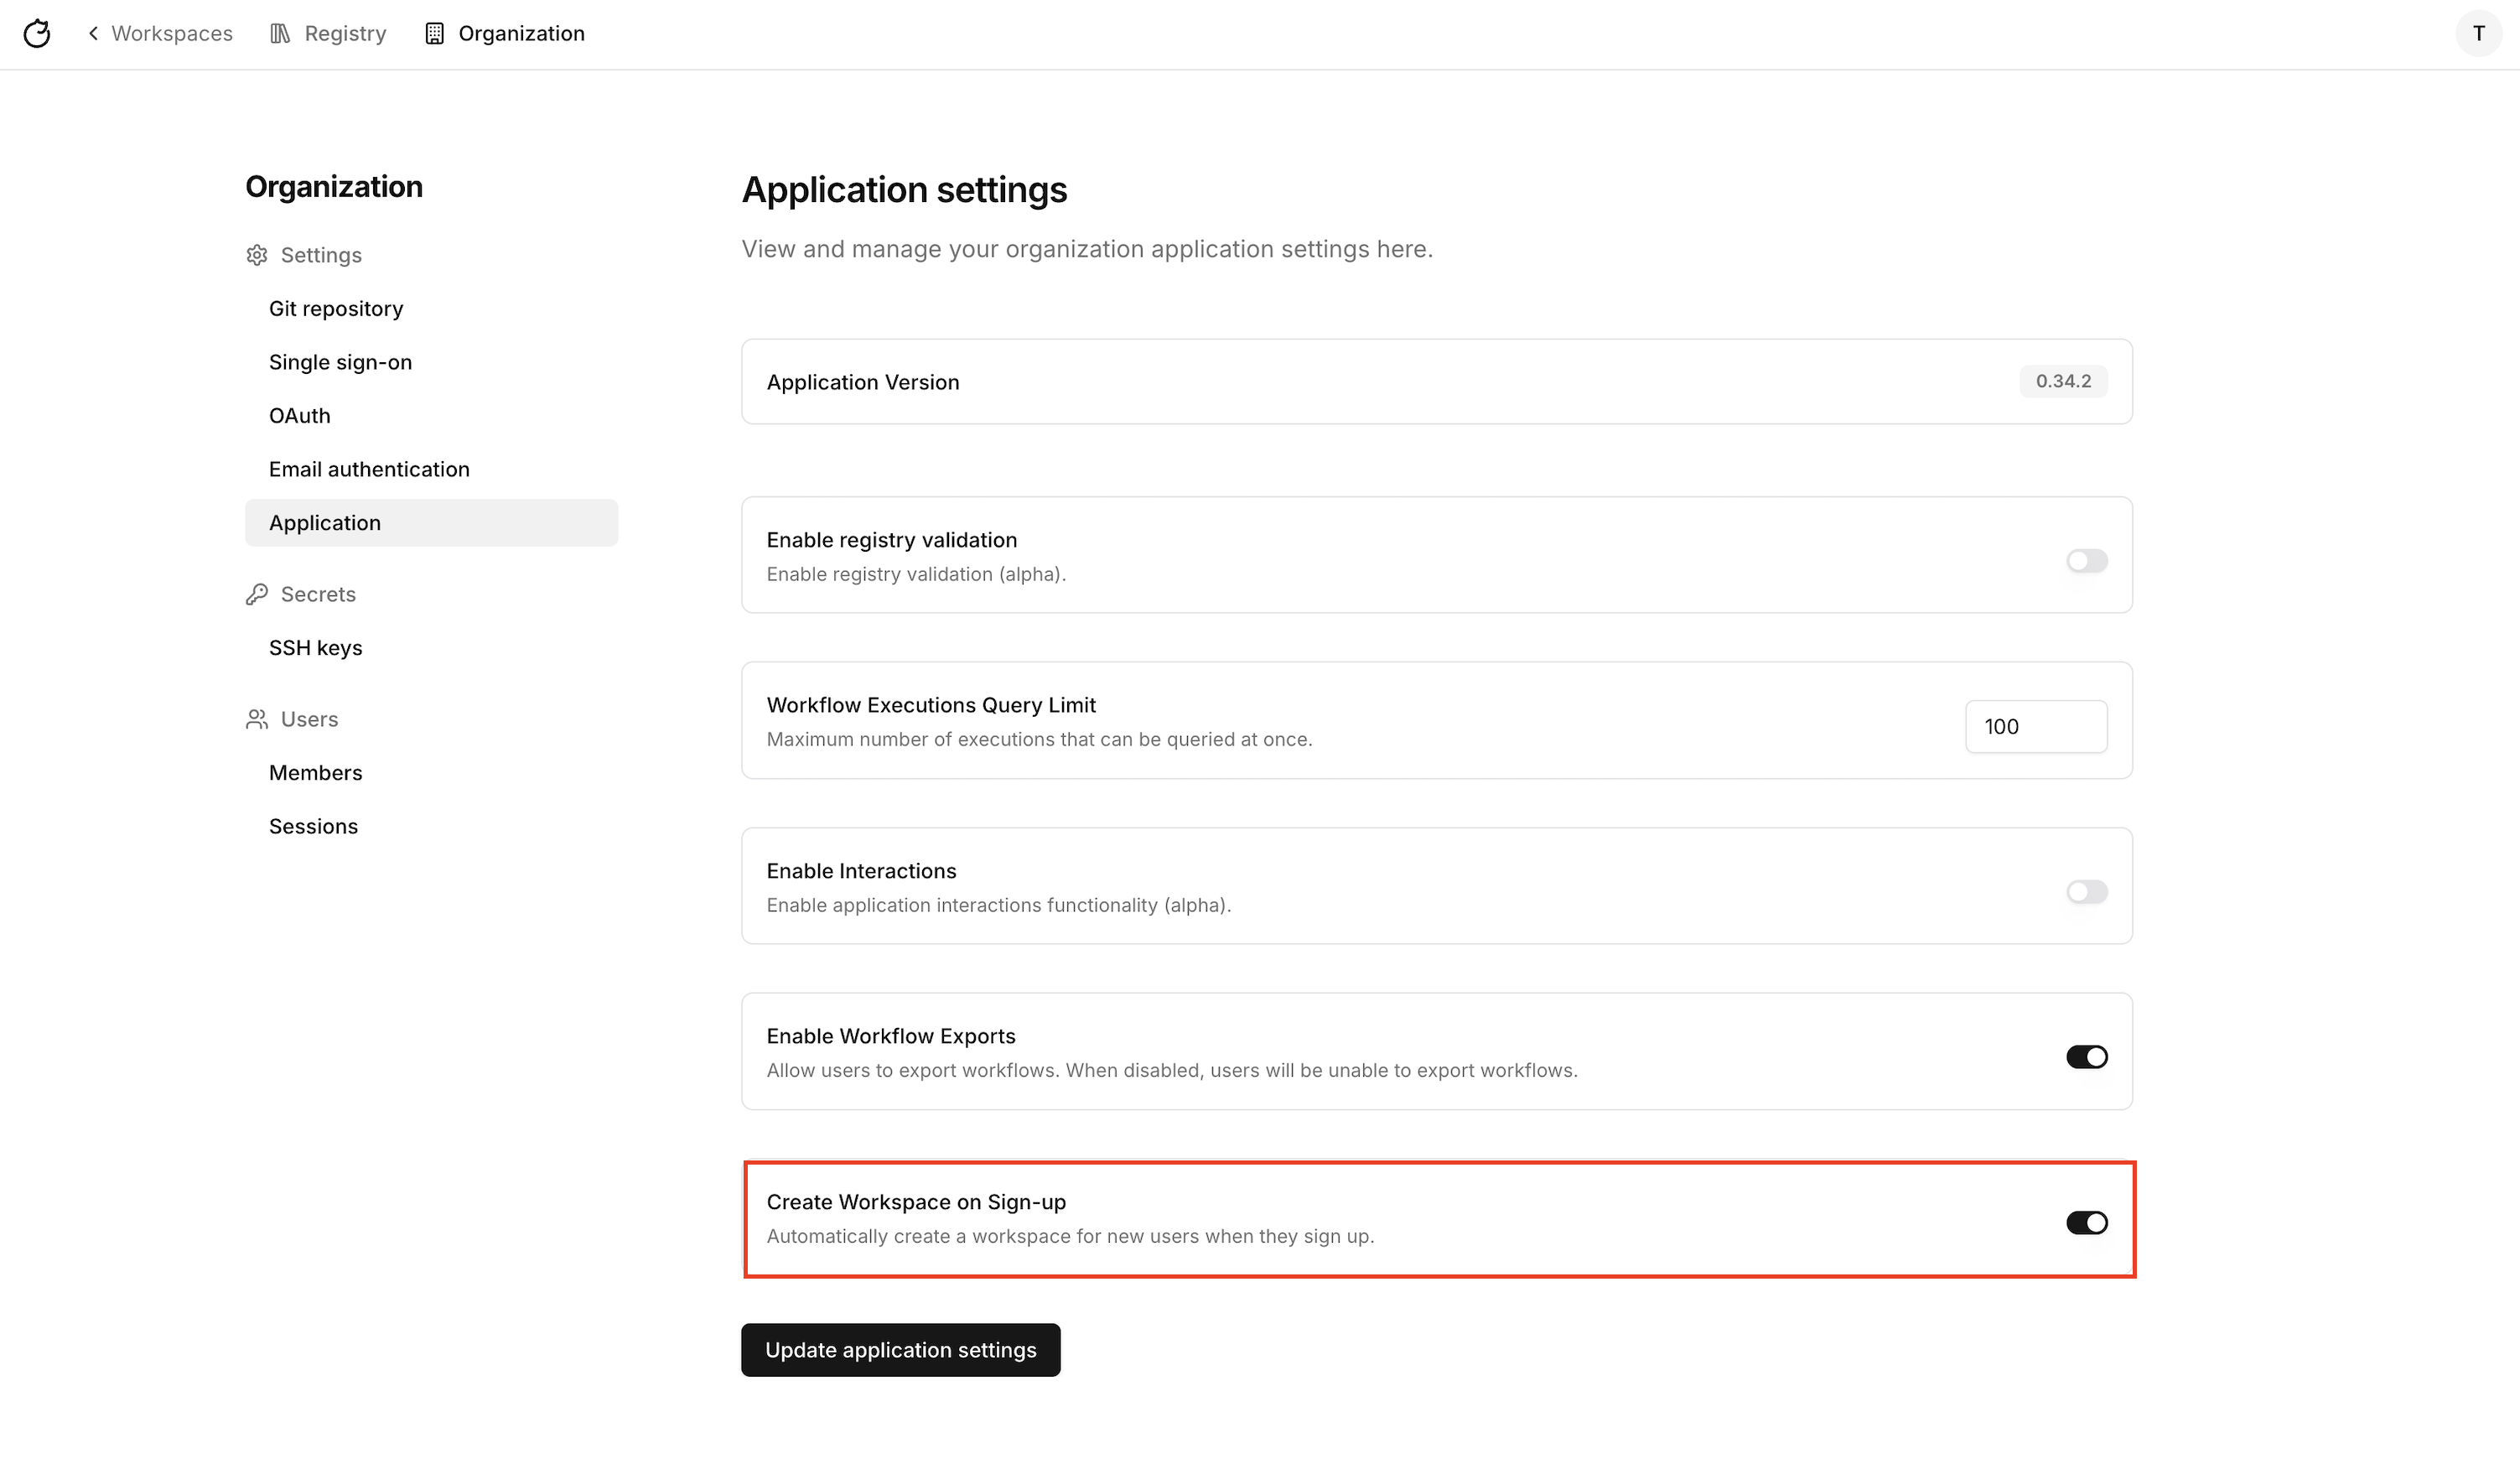 Workspaces Registry Organization T
Organization
Settings
Git repository
Single sign-on
OAuth
Email authentication
Application
Secrets
SSH keys
Users
Members
Sessions
Application settings
View and manage your organization application settings here.
Application Version 0.34.2
Enable registry validation
Enable registry validation (alpha).
Workflow Executions Query Limit
Maximum number of executions that can be queried at once.
100
Enable Interactions
Enable application interactions functionality (alpha).
Enable Workflow Exports
Allow users to export workflows. When disabled, users will be unable to export workflows.
Create Workspace on Sign-up
Automatically create a workspace for new users when they sign up.
Update application settings